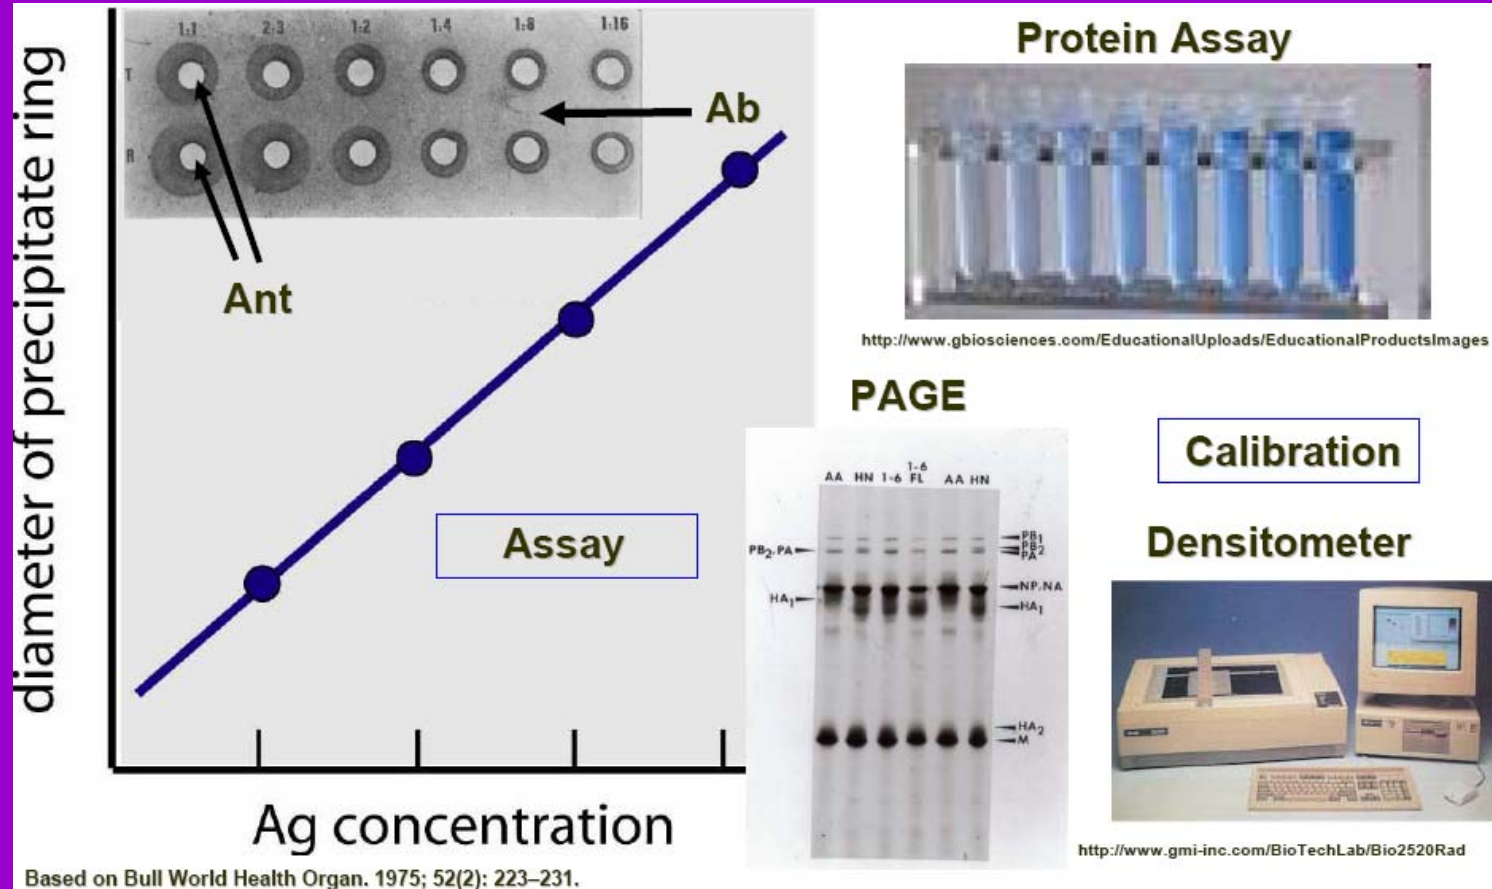 1:1 2:3 1:2 1:4 1:8 1:16
T
R
Ab
Ant
diameter of precipitate ring
Assay
Ag concentration
Based on Bull World Health Organ. 1975; 52(2): 223–231.
Protein Assay
http://www.gbiosciences.com/EducationalUploads/EducationalProductsImages
PAGE
1-6
AA HN 1-6 FL AA HN
PB2.PA
HA1
PB1
PB2
PA
NP.NA
HA1
HA2
M
Calibration
Densitometer
http://www.gmi-inc.com/BioTechLab/Bio2520Rad